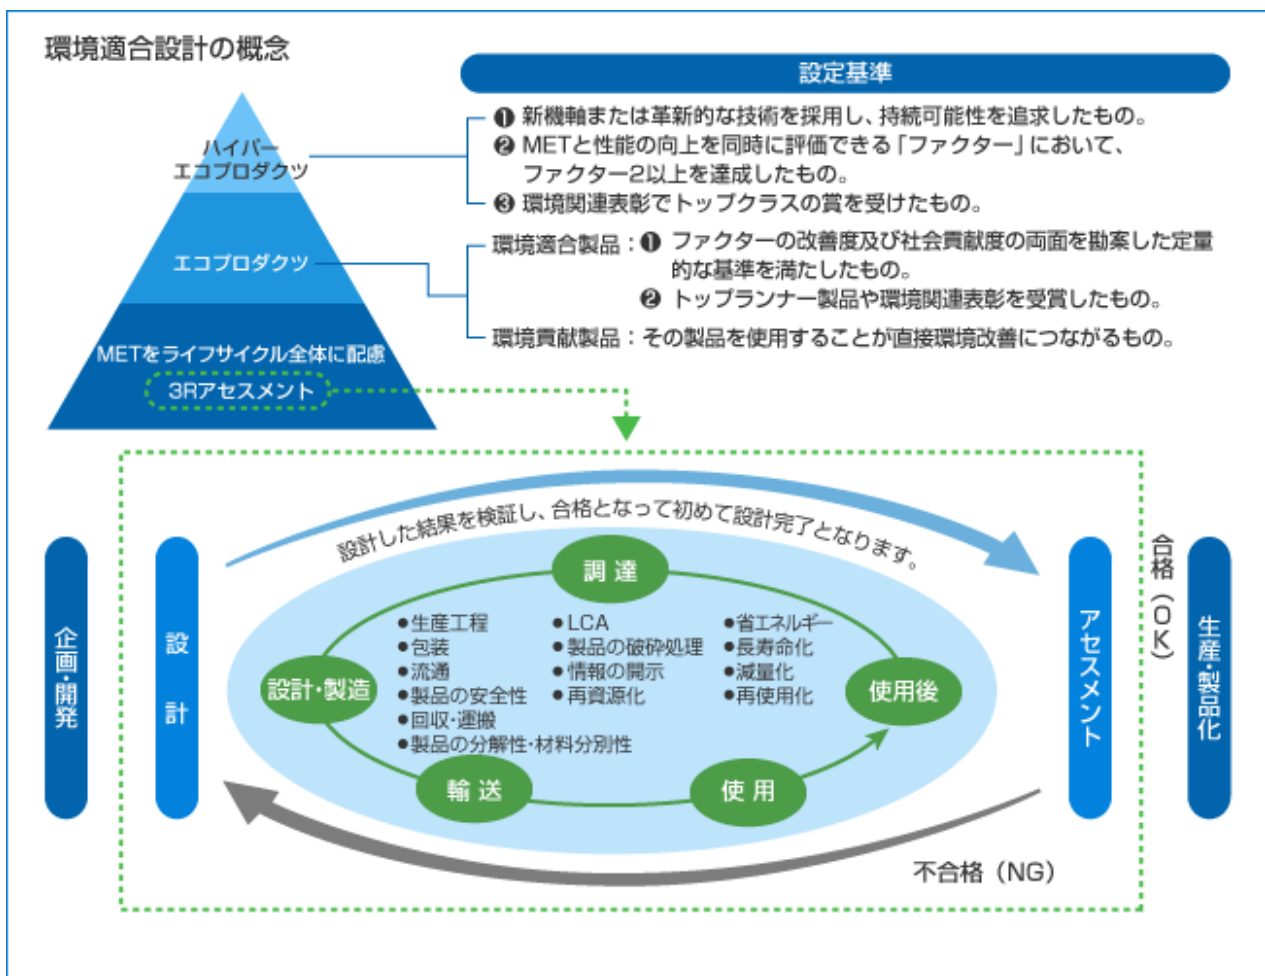 環境適合設計の概念
設定基準
ハイパー
エコプロダクツ
❶ 新機軸または革新的な技術を採用し、持続可能性を追求したもの。
❷ METと性能の向上を同時に評価できる「ファクター」において、
ファクター2以上を達成したもの。
❸ 環境関連表彰でトップクラスの賞を受けたもの。
エコプロダクツ
環境適合製品：❶ ファクターの改善度及び社会貢献度の両面を勘案した定量
的な基準を満たしたもの。
❷ トップランナー製品や環境関連表彰を受賞したもの。
環境貢献製品：その製品を使用することが直接環境改善につながるもの。
METをライフサイクル全体に配慮
3Rアセスメント
企画・開発
設計
設計した結果を検証し、合格となって初めて設計完了となります。
調達
設計・製造
輸送
使用
使用後
●生産工程
●包装
●流通
●製品の安全性
●回収・運搬
●製品の分解性・材料分別性
●LCA
●製品の破砕処理
●情報の開示
●再資源化
●省エネルギー
●長寿命化
●減量化
●再使用化
アセスメント
合格（OK）
生産・製品化
不合格（NG）